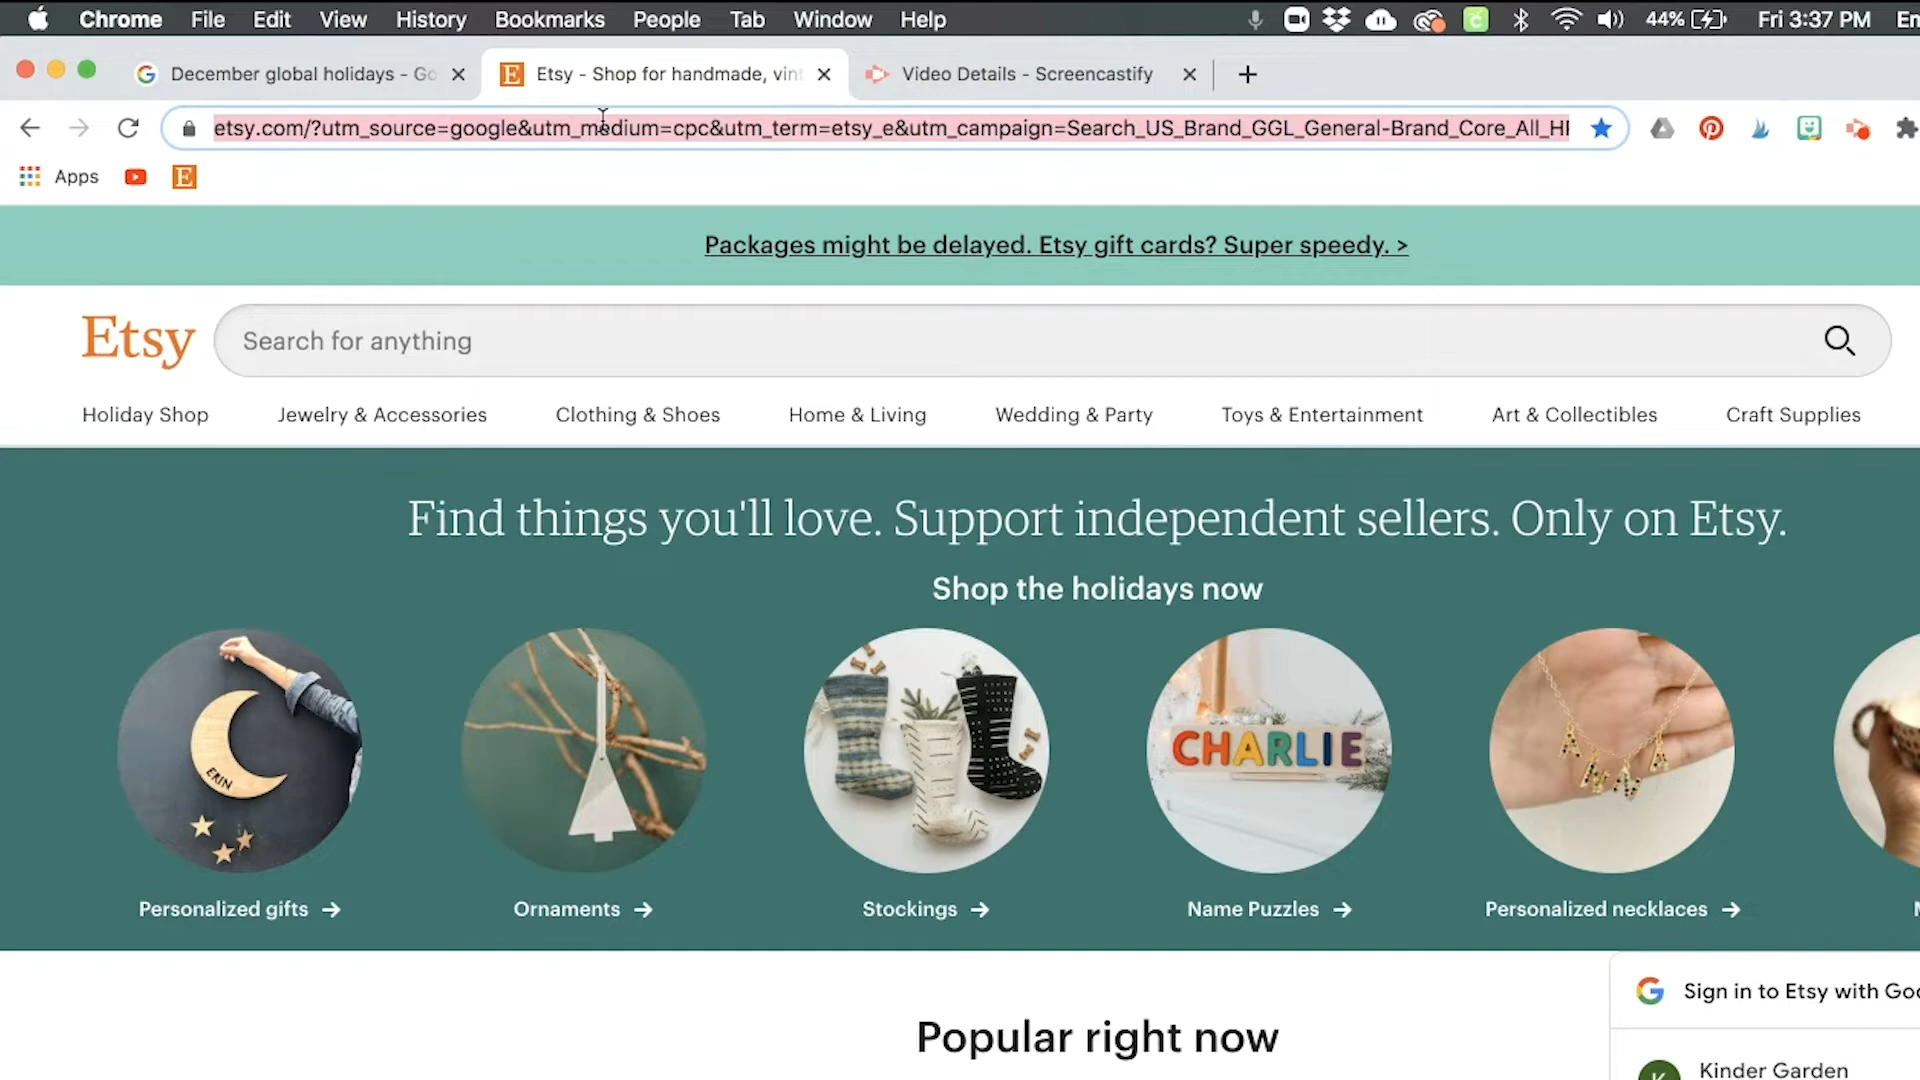 Chrome File Edit View History Bookmarks People Tab Window Help 44% Fri 3:37 PM En
December global holidays - Go
Etsy - Shop for handmade, vint
Video Details - Screencastify
etsy.com/?utm_source=google&utm_medium=cpc&utm_term=etsy_e&utm_campaign=Search_US_Brand_GGL_General-Brand_Core_All_HI
Apps
E
Packages might be delayed. Etsy gift cards? Super speedy. >
Etsy
Search for anything
Holiday Shop Jewelry & Accessories Clothing & Shoes Home & Living Wedding & Party Toys & Entertainment Art & Collectibles Craft Supplies
Find things you'll love. Support independent sellers. Only on Etsy.
Shop the holidays now
ERIN
CHARLIE
ANNA
Personalized gifts → Ornaments → Stockings → Name Puzzles → Personalized necklaces →
Popular right now
Sign in to Etsy with Goo
Kinder Garden